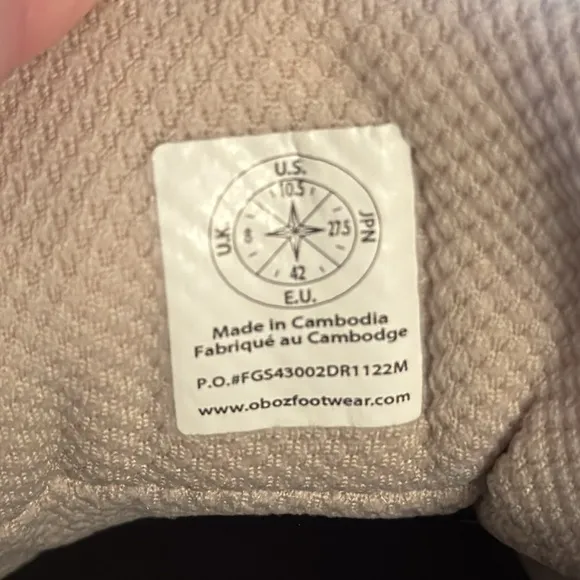 U.S.
10.5
U.K 8 27.5 JPN
42
E.U.
Made in Cambodia
Fabriqué au Cambodge
P.O.#FGS43002DR1122M
www.obozfootwear.com